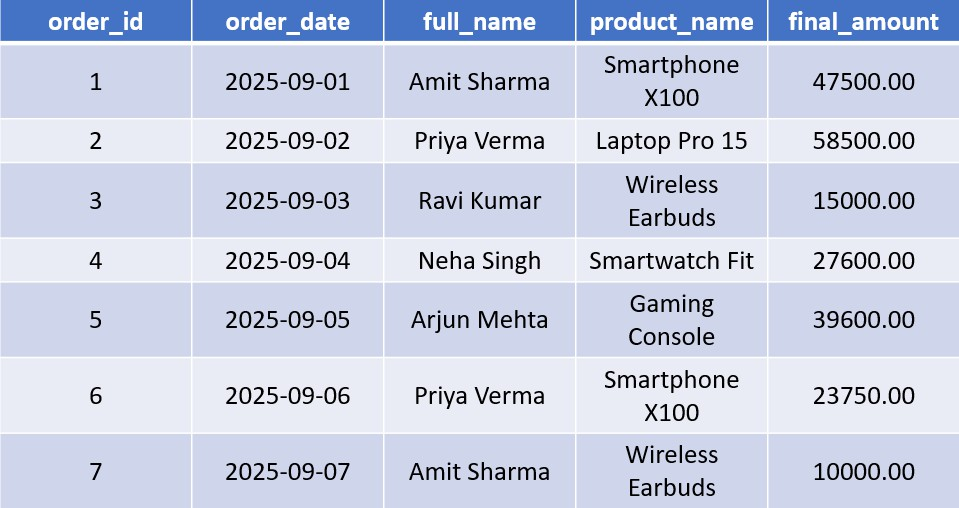 order_id order_date full_name product_name final_amount
1 2025-09-01 Amit Sharma Smartphone X100 47500.00
2 2025-09-02 Priya Verma Laptop Pro 15 58500.00
3 2025-09-03 Ravi Kumar Wireless Earbuds 15000.00
4 2025-09-04 Neha Singh Smartwatch Fit 27600.00
5 2025-09-05 Arjun Mehta Gaming Console 39600.00
6 2025-09-06 Priya Verma Smartphone X100 23750.00
7 2025-09-07 Amit Sharma Wireless Earbuds 10000.00